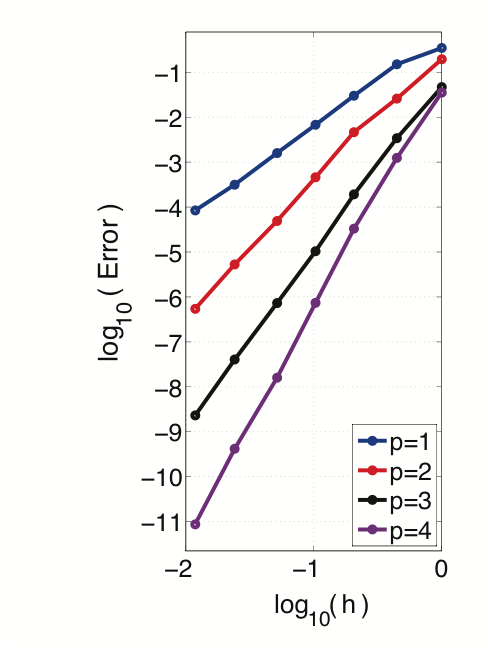 −1
−2
−3
−4
−5
−6
−7
−8
−9
−10
−11
log10( Error )
p=1
p=2
p=3
p=4
−2 −1 0
log10( h )